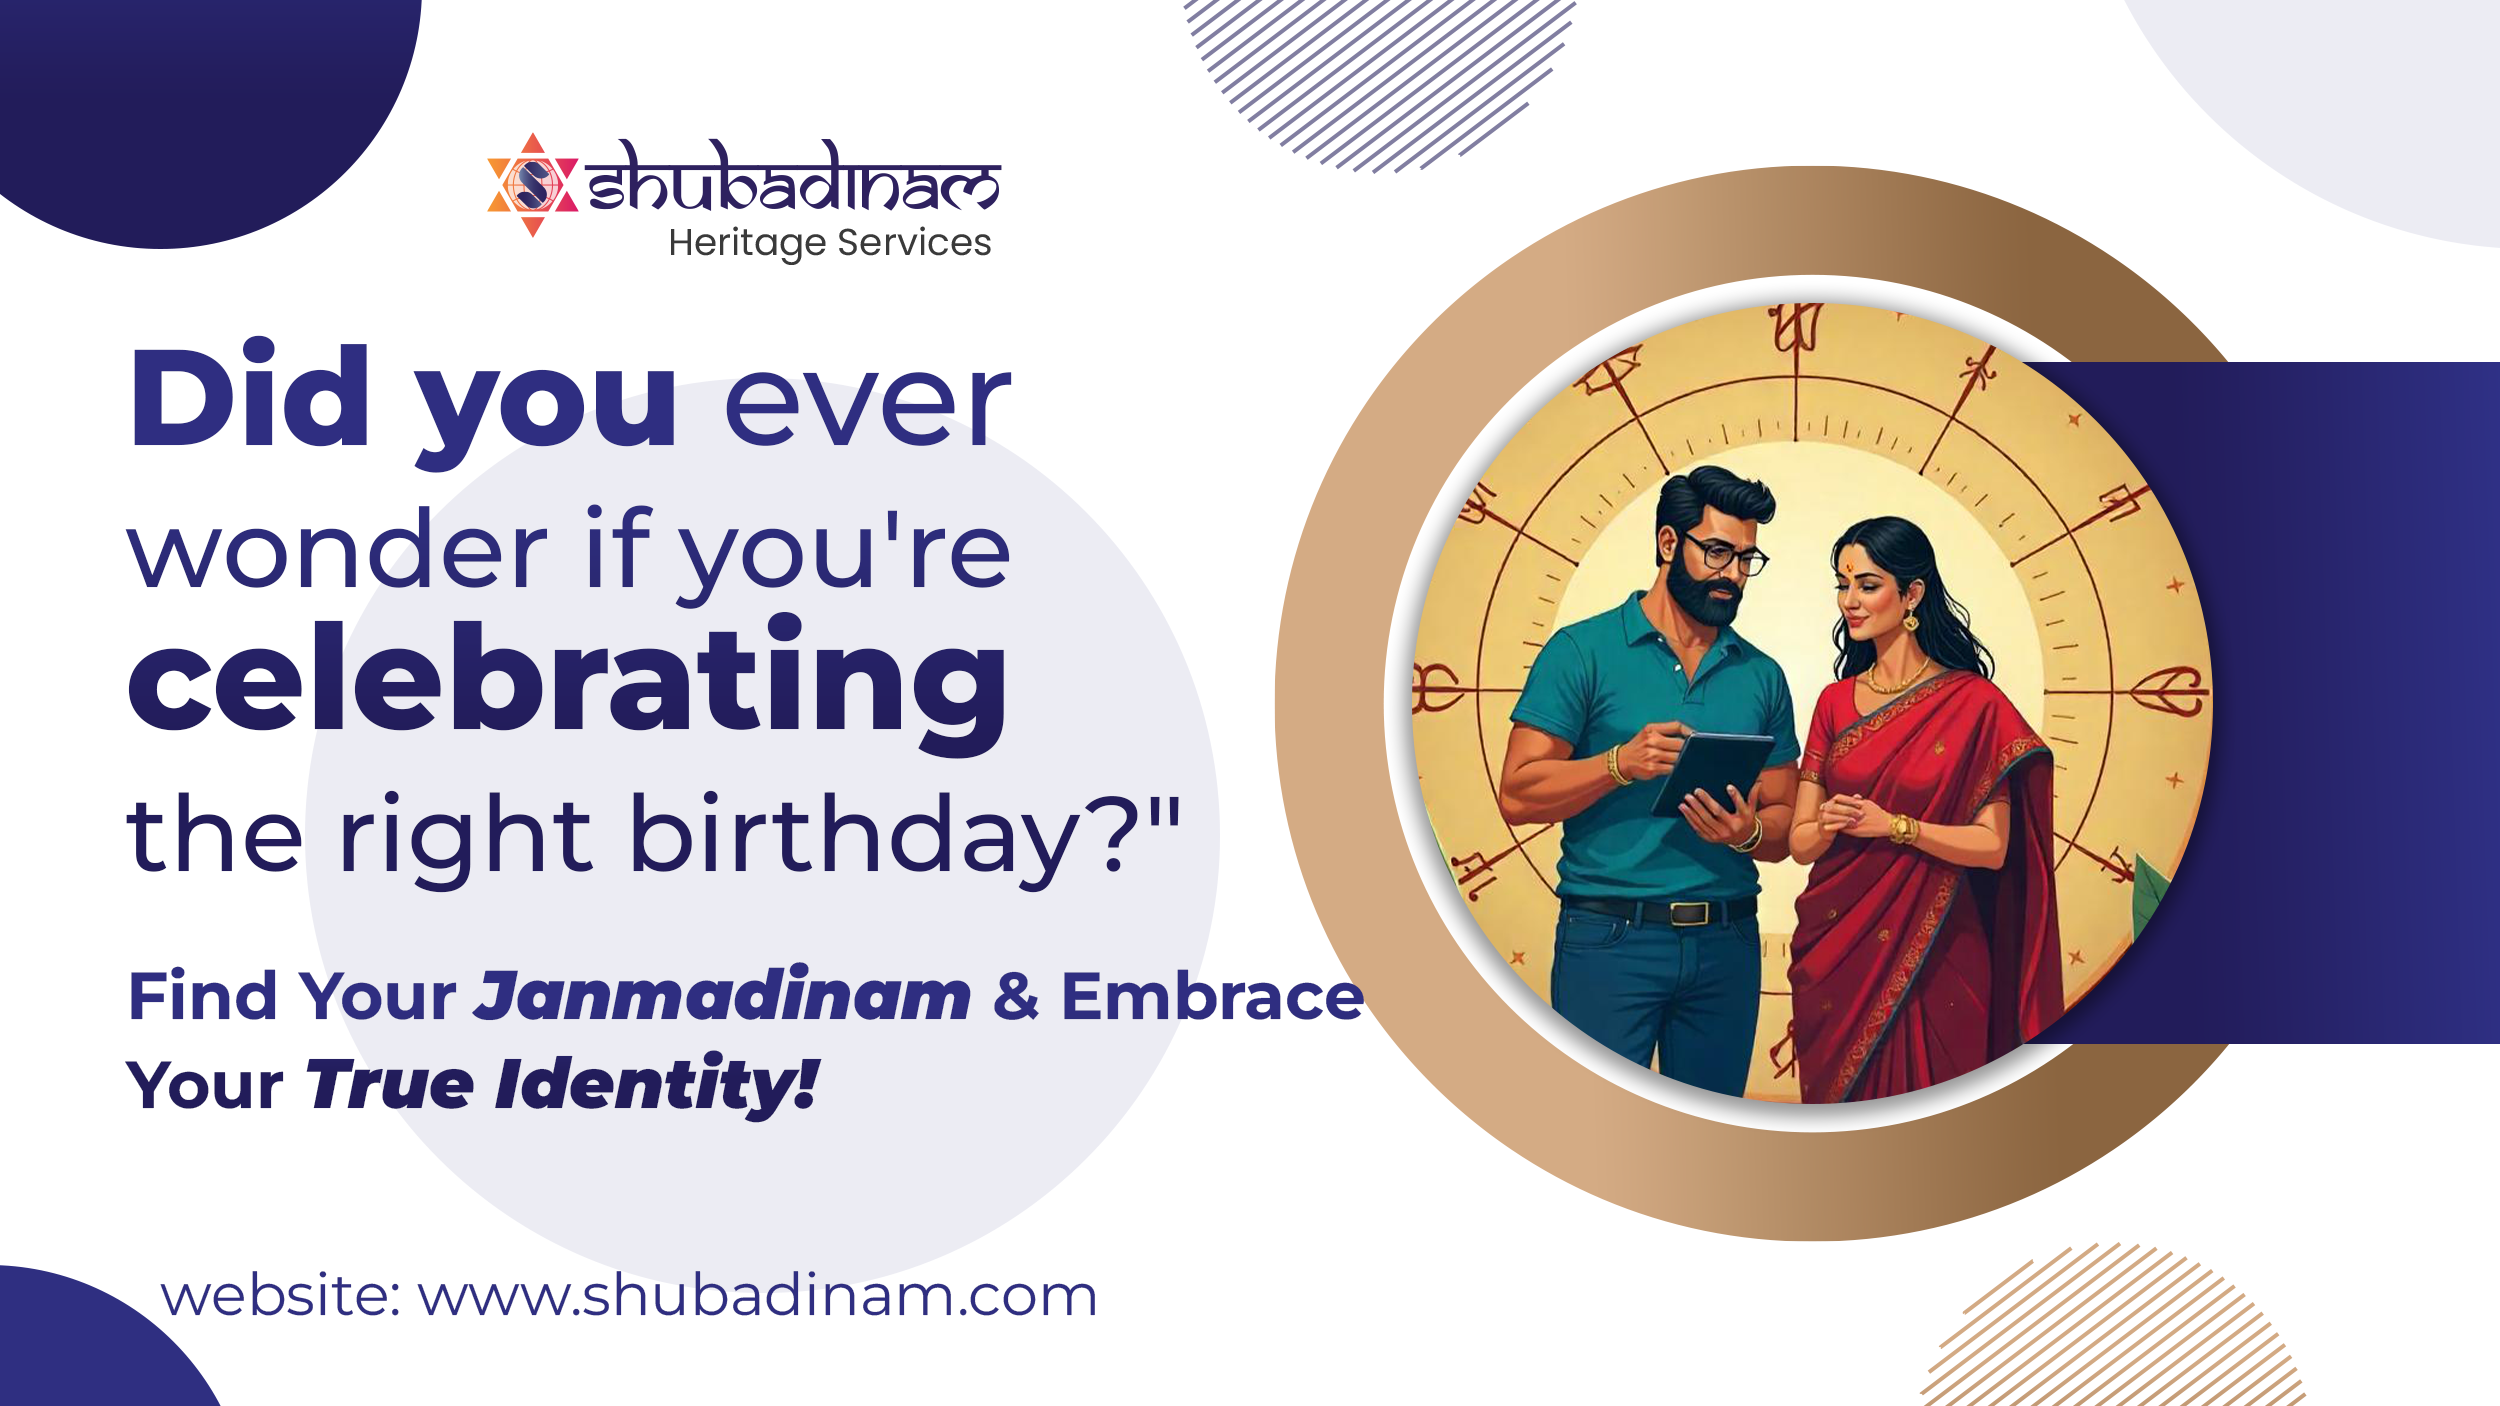 shubadinam
Heritage Services
Did you ever
wonder if you're
celebrating
the right birthday?"
Find Your Janmadinam & Embrace
Your True Identity!
website: www.shubadinam.com